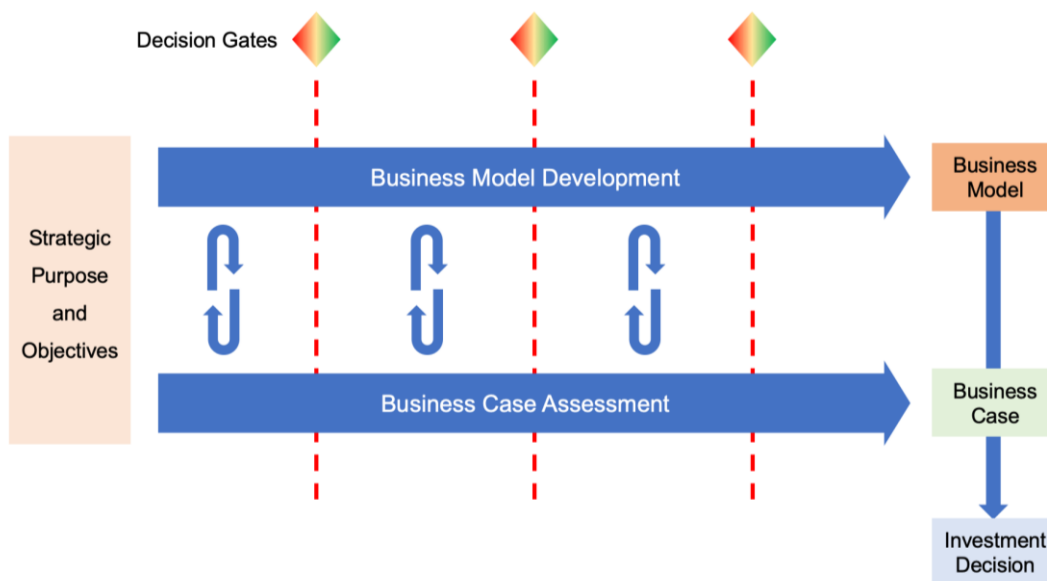 Decision Gates
Business Model Development
Business
Model
Strategic
Purpose
and
Objectives
Business Case Assessment
Business
Case
Investment
Decision